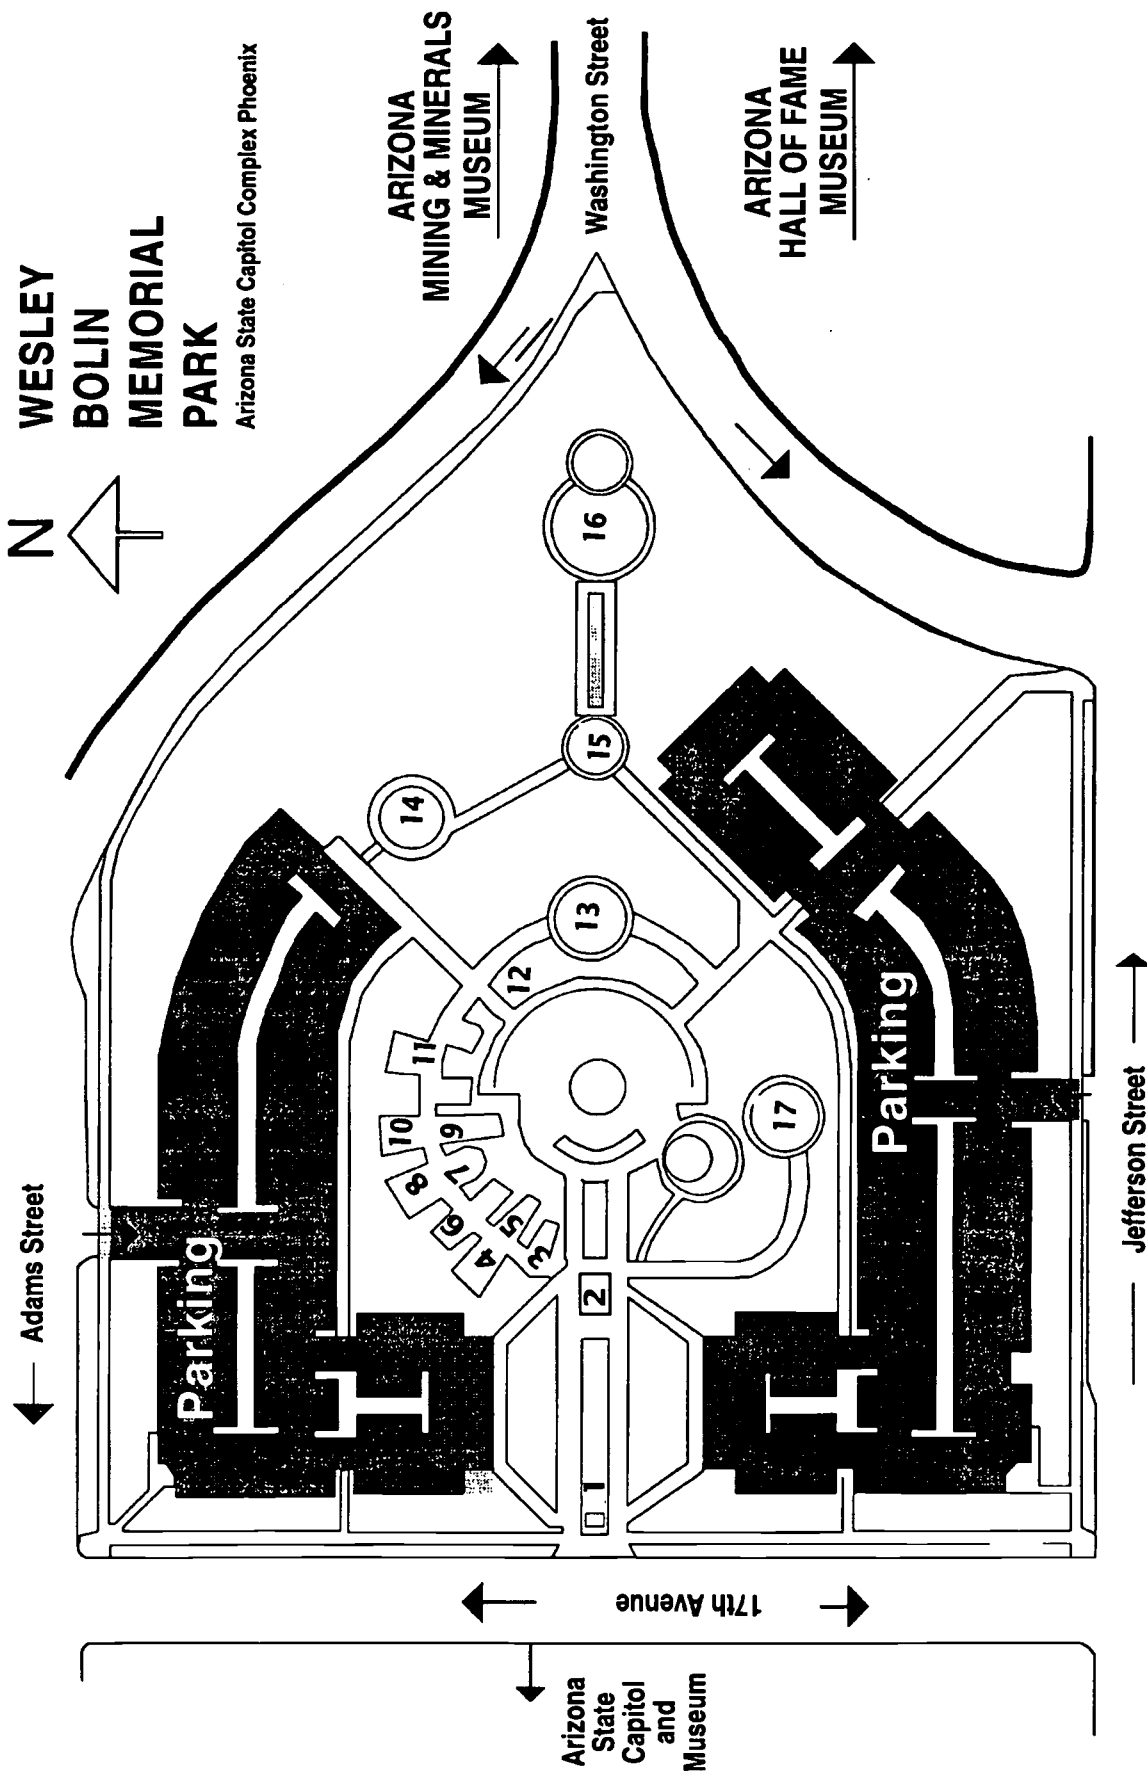 WESLEY
BOLIN
MEMORIAL
PARK
Arizona State Capitol Complex Phoenix
N
ARIZONA
MINING & MINERALS
MUSEUM
Washington Street
ARIZONA
HALL OF FAME
MUSEUM
Adams Street
Parking
14
16
15
13
12
11
10
9
8
7
6
5
4
3
2
1
17
Parking
Jefferson Street
17th Avenue
Arizona
State
Capitol
and
Museum